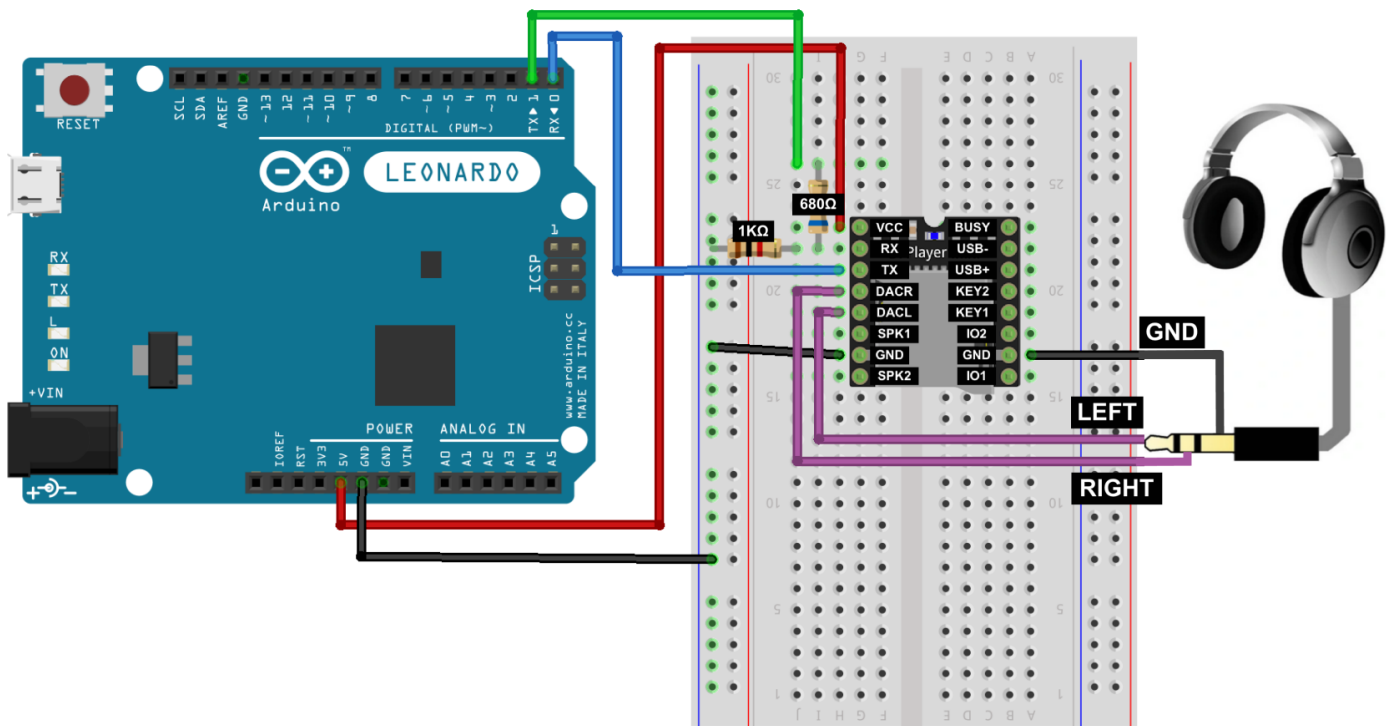 RESET
SCL
SDA
AREF
GND
~13
12
~11
~10
~9
8
7
~6
~5
4
~3
2
TX▶1
RX◀0
DIGITAL (PWM~)
TM
LEONARDO
Arduino
RX
TX
L
ON
1
ICSP
www.arduino.cc
MADE IN ITALY
+VIN
POWER
ANALOG IN
IOREF
RST
3V3
5V
GND
GND
VIN
A0
A1
A2
A3
A4
A5
I G F E D C B A
30 30
25 25
20 20
15 15
10 10
5 5
1 1
J I H G F E D C B A
1KΩ
680Ω
VCC BUSY
RX Player USB-
TX USB+
DACR KEY2
DACL KEY1
SPK1 IO2
GND GND
SPK2 IO1
GND
LEFT
RIGHT